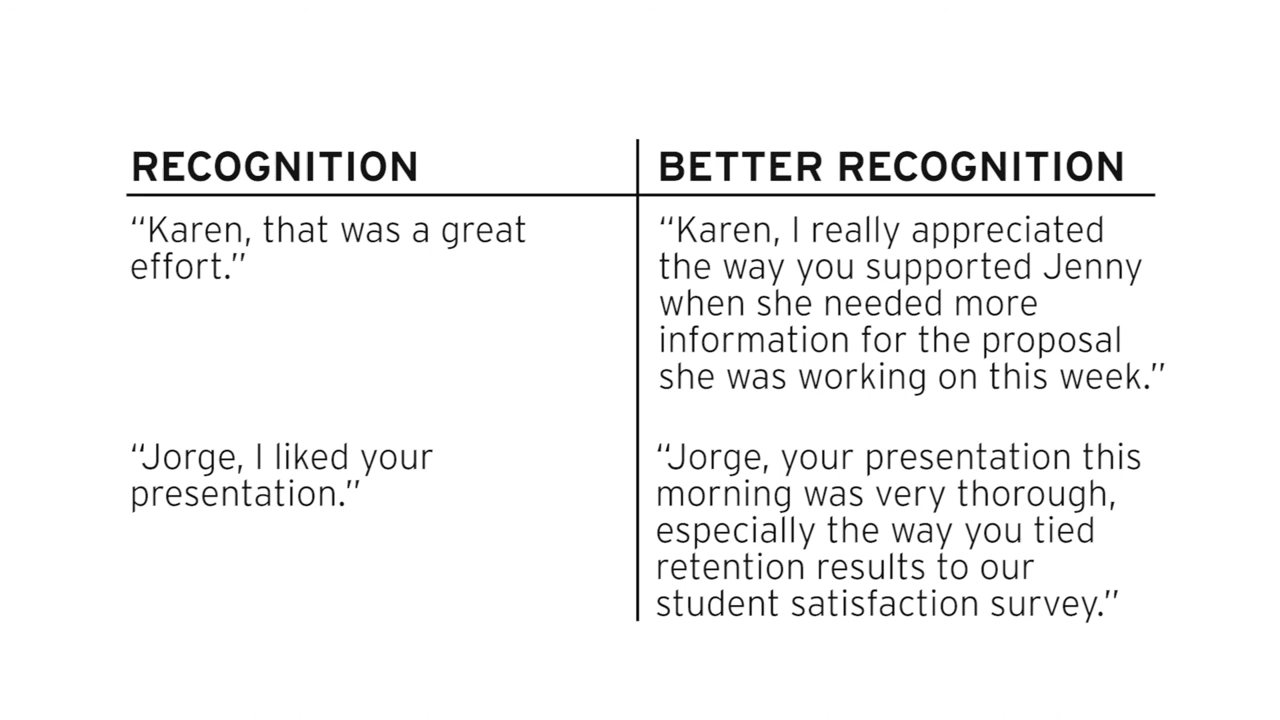 RECOGNITION
BETTER RECOGNITION
“Karen, that was a great
effort.”
“Karen, I really appreciated
the way you supported Jenny
when she needed more
information for the proposal
she was working on this week.”
“Jorge, I liked your
presentation.”
“Jorge, your presentation this
morning was very thorough,
especially the way you tied
retention results to our
student satisfaction survey.”